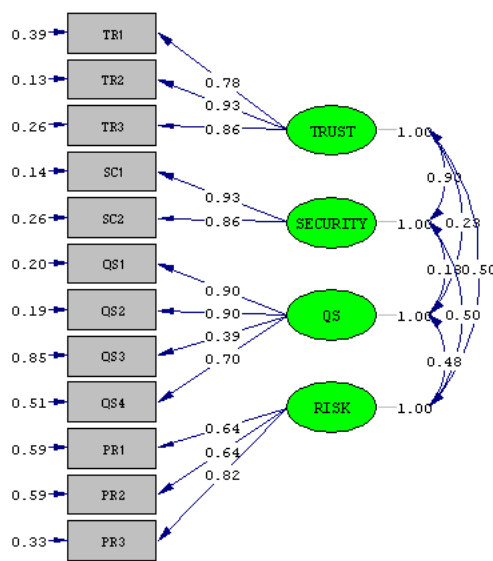 0.39 TR1
0.78
0.13 TR2
0.93
0.26 TR3
0.86
TRUST 1.00
0.14 SC1
0.93
0.90
0.26 SC2
0.86
SECURITY 1.00
0.23
0.20 QS1
0.90
0.18
0.50
0.19 QS2
0.90
QS 1.00
0.50
0.39
0.85 QS3
0.70
0.48
0.51 QS4
RISK 1.00
0.59 PR1
0.64
0.64
0.59 PR2
0.82
0.33 PR3